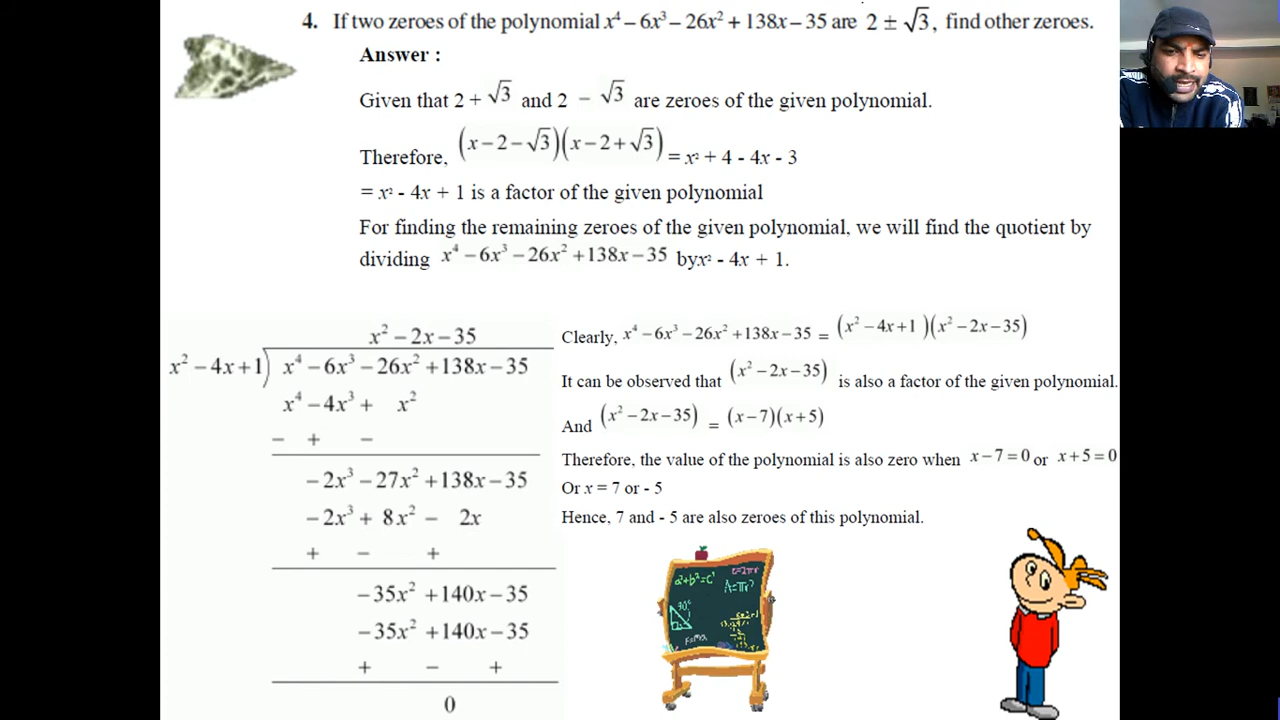 4. If two zeroes of the polynomial x⁴ – 6x³ – 26x² + 138x – 35 are 2 ± √3, find other zeroes.
Answer :
Given that 2 + √3 and 2 – √3 are zeroes of the given polynomial.
Therefore, (x – 2 – √3)(x – 2 + √3) = x² + 4 - 4x - 3
= x² - 4x + 1 is a factor of the given polynomial
For finding the remaining zeroes of the given polynomial, we will find the quotient by
dividing x⁴ – 6x³ – 26x² + 138x – 35 byx² - 4x + 1.
x² – 2x – 35
x² – 4x + 1) x⁴ – 6x³ – 26x² + 138x – 35
x⁴ – 4x³ + x²
– + –
– 2x³ – 27x² + 138x – 35
– 2x³ + 8x² – 2x
+ – +
– 35x² + 140x – 35
– 35x² + 140x – 35
+ – +
0
Clearly, x⁴ – 6x³ – 26x² + 138x – 35 = (x² – 4x + 1)(x² – 2x – 35)
It can be observed that (x² – 2x – 35) is also a factor of the given polynomial.
And (x² – 2x – 35) = (x – 7)(x + 5)
Therefore, the value of the polynomial is also zero when x – 7 = 0 or x + 5 = 0
Or x = 7 or - 5
Hence, 7 and - 5 are also zeroes of this polynomial.
a²+b²=c²
A=πr²
30°